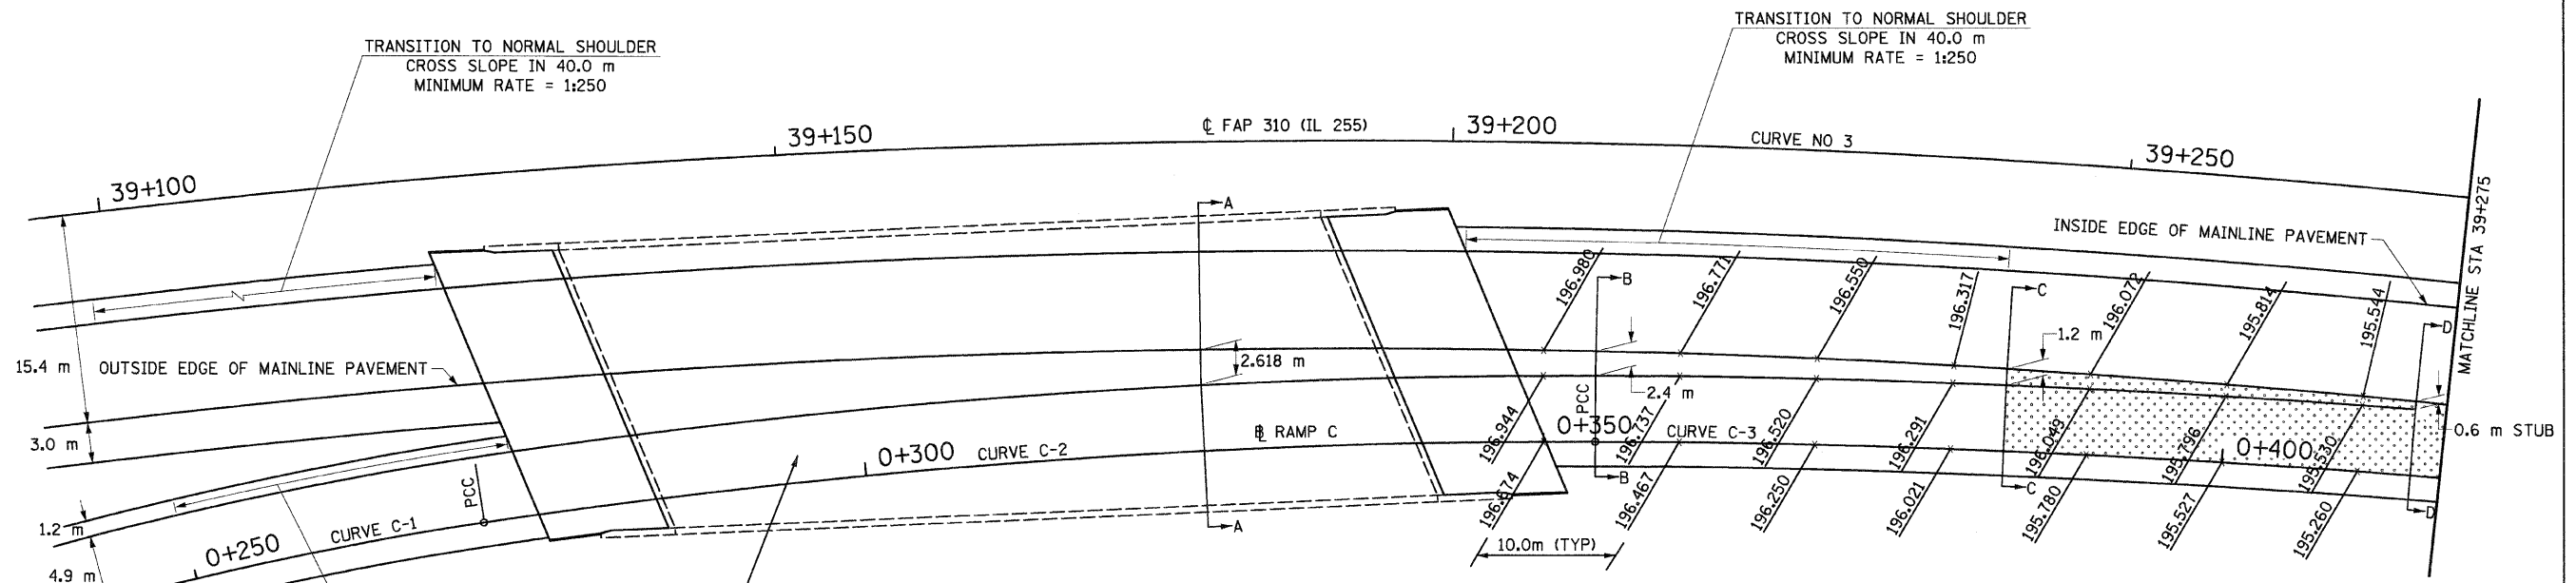 TRANSITION TO NORMAL SHOULDER
CROSS SLOPE IN 40.0 m
MINIMUM RATE = 1:250
TRANSITION TO NORMAL SHOULDER
CROSS SLOPE IN 40.0 m
MINIMUM RATE = 1:250
39+100
39+150
℄ FAP 310 (IL 255)
39+200
CURVE NO 3
39+250
MATCHLINE STA 39+275
INSIDE EDGE OF MAINLINE PAVEMENT
A
B
C
D
196.980
196.771
196.550
196.317
196.072
195.814
195.544
15.4 m
OUTSIDE EDGE OF MAINLINE PAVEMENT
2.618 m
1.2 m
2.4 m
3.0 m
196.944
196.737
196.520
196.291
196.049
195.796
195.530
PCC
0+350
CURVE C-3
0+400
0.6 m STUB
RAMP C
0+300
CURVE C-2
PCC
1.2 m
CURVE C-1
0+250
4.9 m
A
B
C
D
196.674
196.467
196.250
196.021
195.780
195.527
195.260
10.0m (TYP)